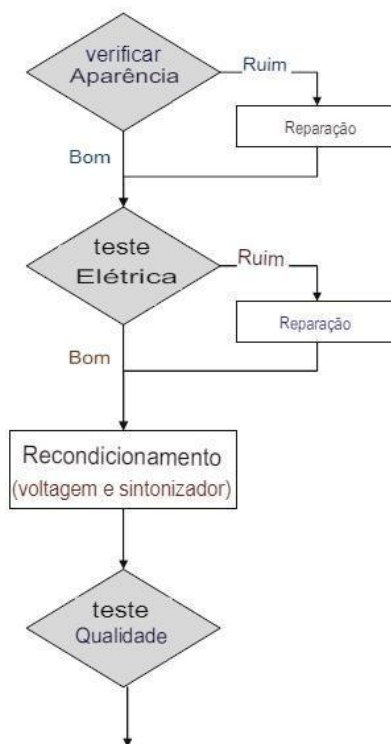 verificar
Aparência
Ruim
Reparação
Bom
teste
Elétrica
Ruim
Reparação
Bom
Recondicionamento
(voltagem e sintonizador)
teste
Qualidade